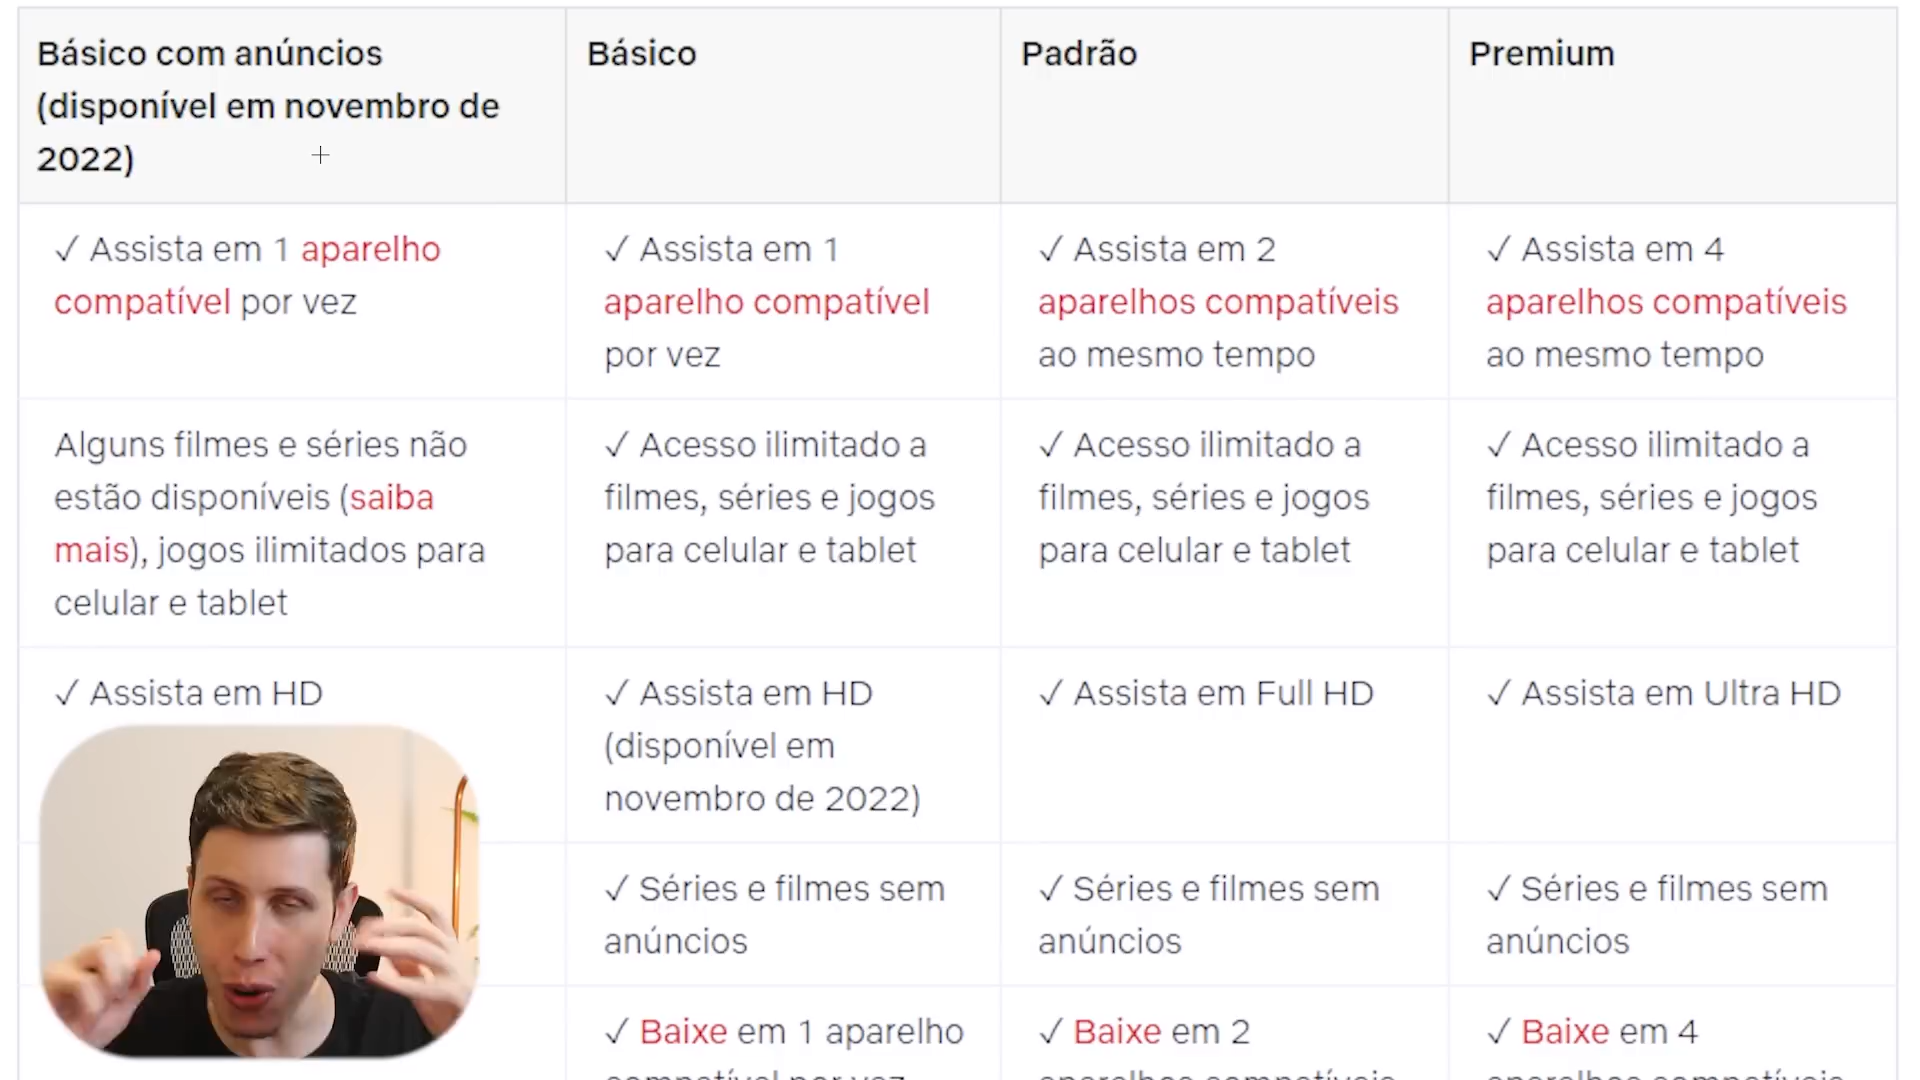 Básico com anúncios
(disponível em novembro de
2022)
Básico
Padrão
Premium
✓ Assista em 1 aparelho
compatível por vez
✓ Assista em 1
aparelho compatível
por vez
✓ Assista em 2
aparelhos compatíveis
ao mesmo tempo
✓ Assista em 4
aparelhos compatíveis
ao mesmo tempo
Alguns filmes e séries não
estão disponíveis (saiba
mais), jogos ilimitados para
celular e tablet
✓ Acesso ilimitado a
filmes, séries e jogos
para celular e tablet
✓ Acesso ilimitado a
filmes, séries e jogos
para celular e tablet
✓ Acesso ilimitado a
filmes, séries e jogos
para celular e tablet
✓ Assista em HD
✓ Assista em HD
(disponível em
novembro de 2022)
✓ Assista em Full HD
✓ Assista em Ultra HD
✓ Séries e filmes sem
anúncios
✓ Séries e filmes sem
anúncios
✓ Séries e filmes sem
anúncios
✓ Baixe em 1 aparelho
compatível por vez
✓ Baixe em 2
aparelhos compatíveis
✓ Baixe em 4
aparelhos compatíveis